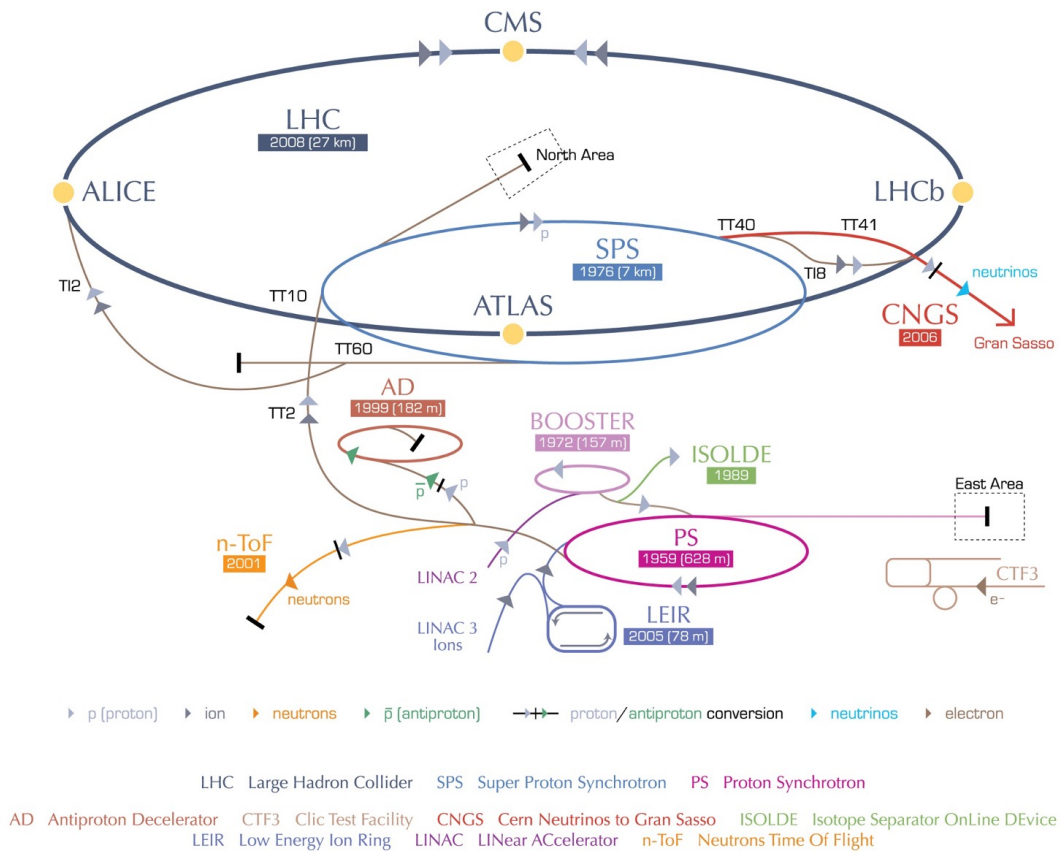 CMS
LHC
2008 (27 km)
North Area
ALICE
LHCb
TT40
TT41
p
SPS
1976 (7 km)
TI8
neutrinos
TI2
TT10
ATLAS
CNGS
2006
Gran Sasso
TT60
AD
1999 (182 m)
TT2
BOOSTER
1972 (157 m)
ISOLDE
1989
East Area
p̅
p
n-ToF
2001
PS
1959 (628 m)
LINAC 2
p
neutrons
CTF3
e-
LEIR
2005 (78 m)
LINAC 3
Ions
p (proton) ion neutrons p̅ (antiproton) proton/antiproton conversion neutrinos electron
LHC Large Hadron Collider SPS Super Proton Synchrotron PS Proton Synchrotron
AD Antiproton Decelerator CTF3 Clic Test Facility CNGS Cern Neutrinos to Gran Sasso ISOLDE Isotope Separator OnLine DEvice
LEIR Low Energy Ion Ring LINAC LINear ACcelerator n-ToF Neutrons Time Of Flight